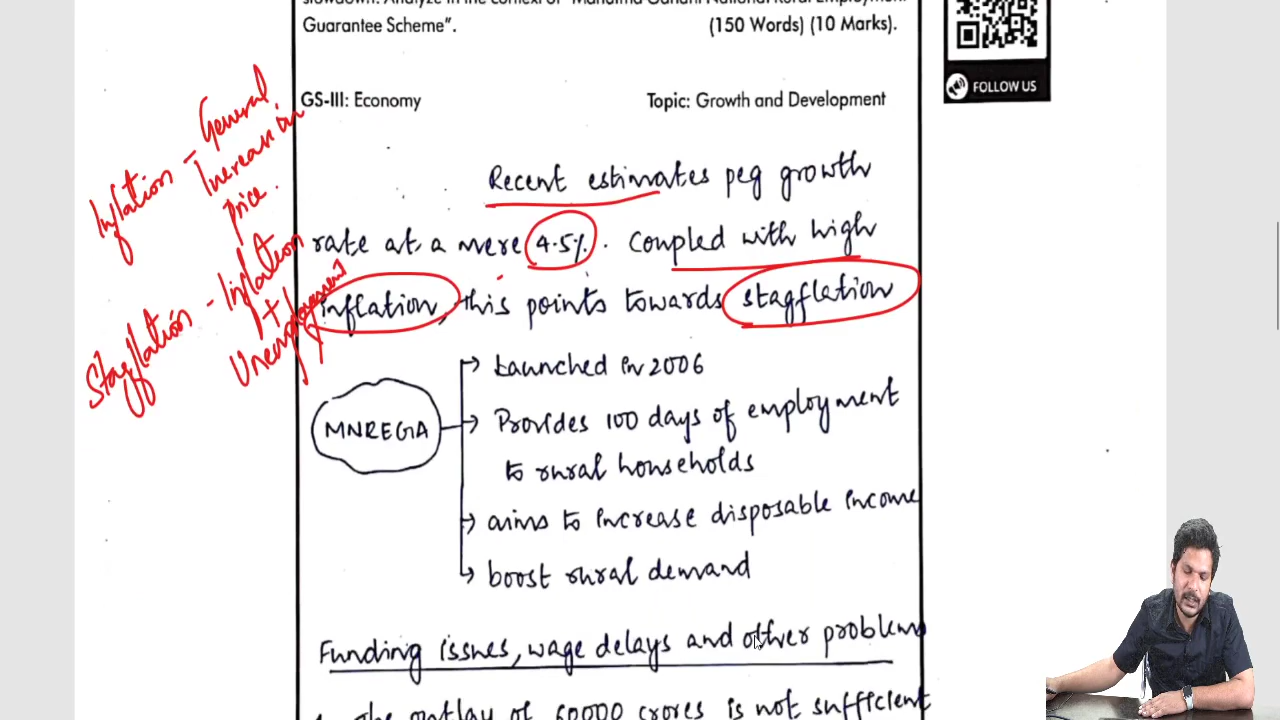 Guarantee Scheme”.
(150 Words) (10 Marks).
FOLLOW US
GS-III: Economy
Topic: Growth and Development
Inflation - General
Increase in
Price.
Stagflation - Inflation
+
Unemployment
Recent estimates peg growth
rate at a mere 4.5%. Coupled with high
inflation, this points towards stagflation
MNREGA
Launched in 2006
Provides 100 days of employment
to rural households
aims to increase disposable income
boost rural demand
Funding issues, wage delays and other problems
1. The outlay of 60000 crores is not sufficient